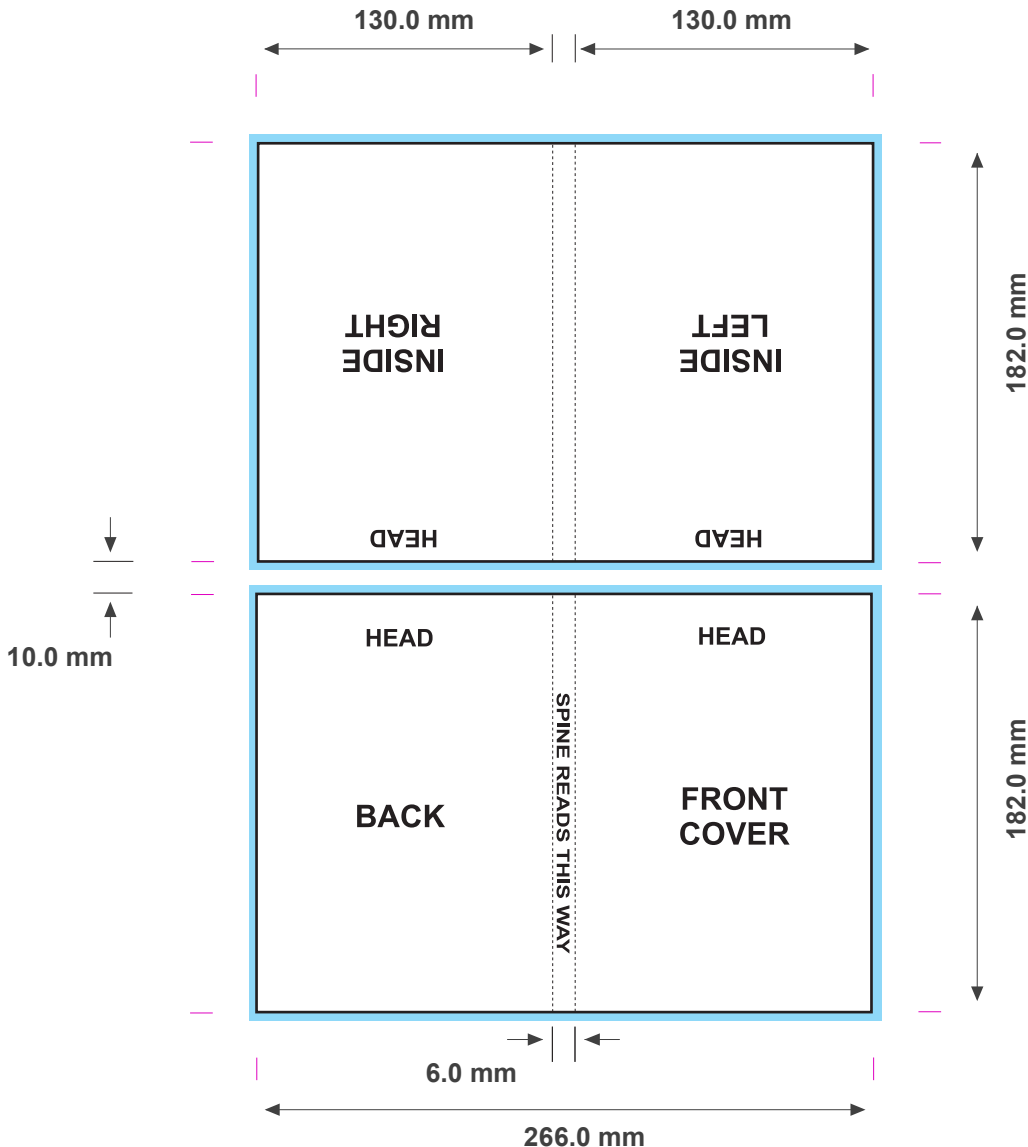 130.0 mm
130.0 mm
182.0 mm
INSIDE
RIGHT
INSIDE
LEFT
HEAD
HEAD
10.0 mm
HEAD
HEAD
SPINE READS THIS WAY
BACK
FRONT
COVER
182.0 mm
6.0 mm
266.0 mm